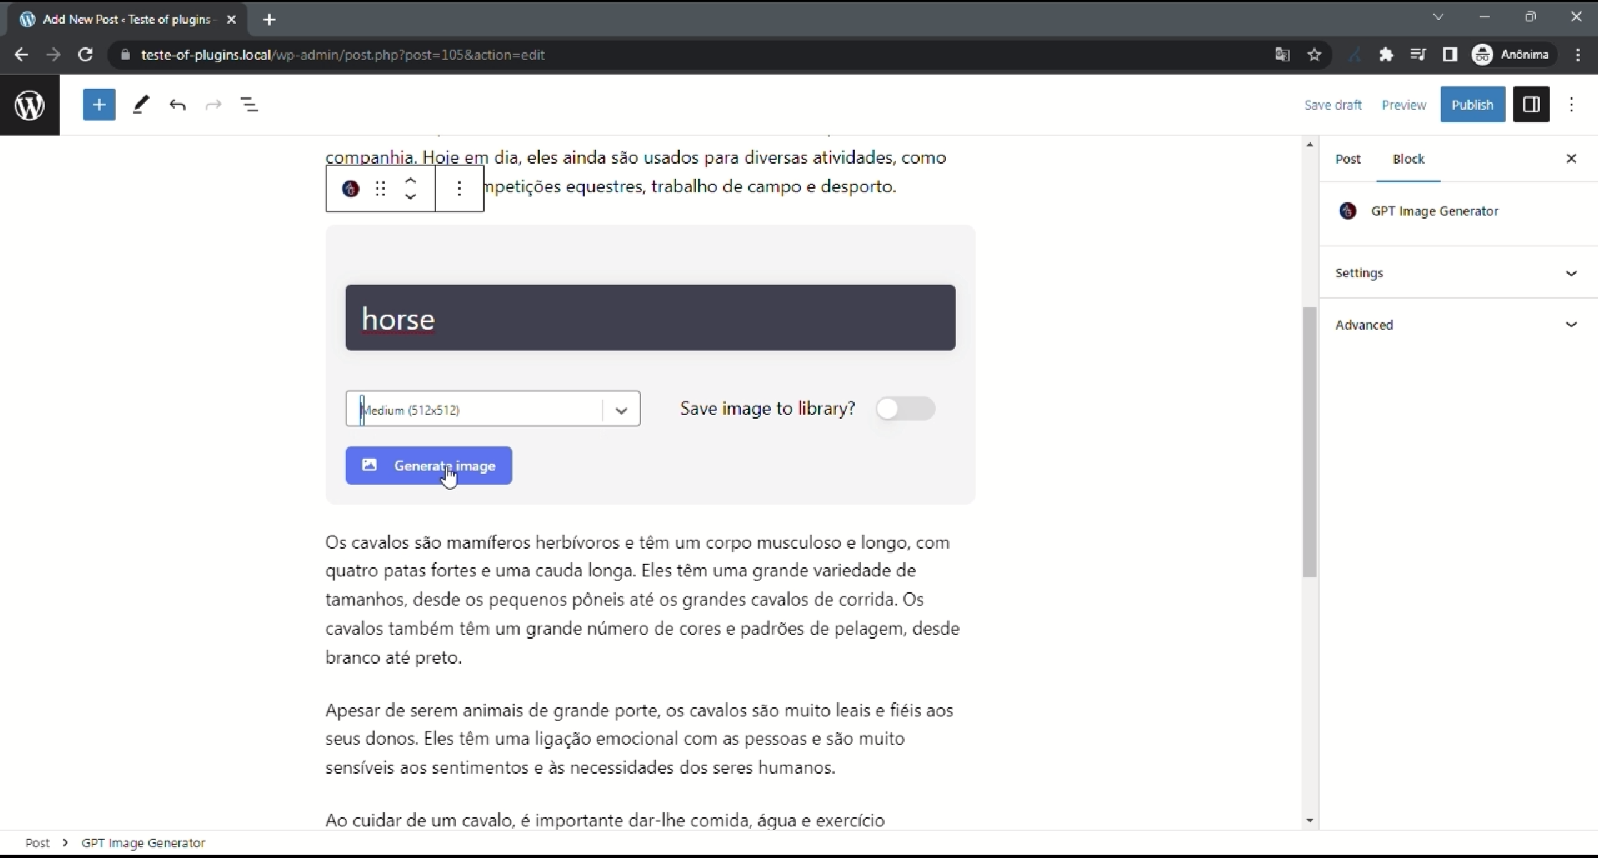 Add New Post ‹ Teste of plugins
teste-of-plugins.local/wp-admin/post.php?post=105&action=edit
Anônima
Save draft
Preview
Publish
companhia. Hoje em dia, eles ainda são usados para diversas atividades, como
mpetições equestres, trabalho de campo e desporto.
horse
Medium (512x512)
Save image to library?
Generate image
Os cavalos são mamíferos herbívoros e têm um corpo musculoso e longo, com
quatro patas fortes e uma cauda longa. Eles têm uma grande variedade de
tamanhos, desde os pequenos pôneis até os grandes cavalos de corrida. Os
cavalos também têm um grande número de cores e padrões de pelagem, desde
branco até preto.
Apesar de serem animais de grande porte, os cavalos são muito leais e fiéis aos
seus donos. Eles têm uma ligação emocional com as pessoas e são muito
sensíveis aos sentimentos e às necessidades dos seres humanos.
Ao cuidar de um cavalo, é importante dar-lhe comida, água e exercício
Post
Block
GPT Image Generator
Settings
Advanced
Post > GPT Image Generator